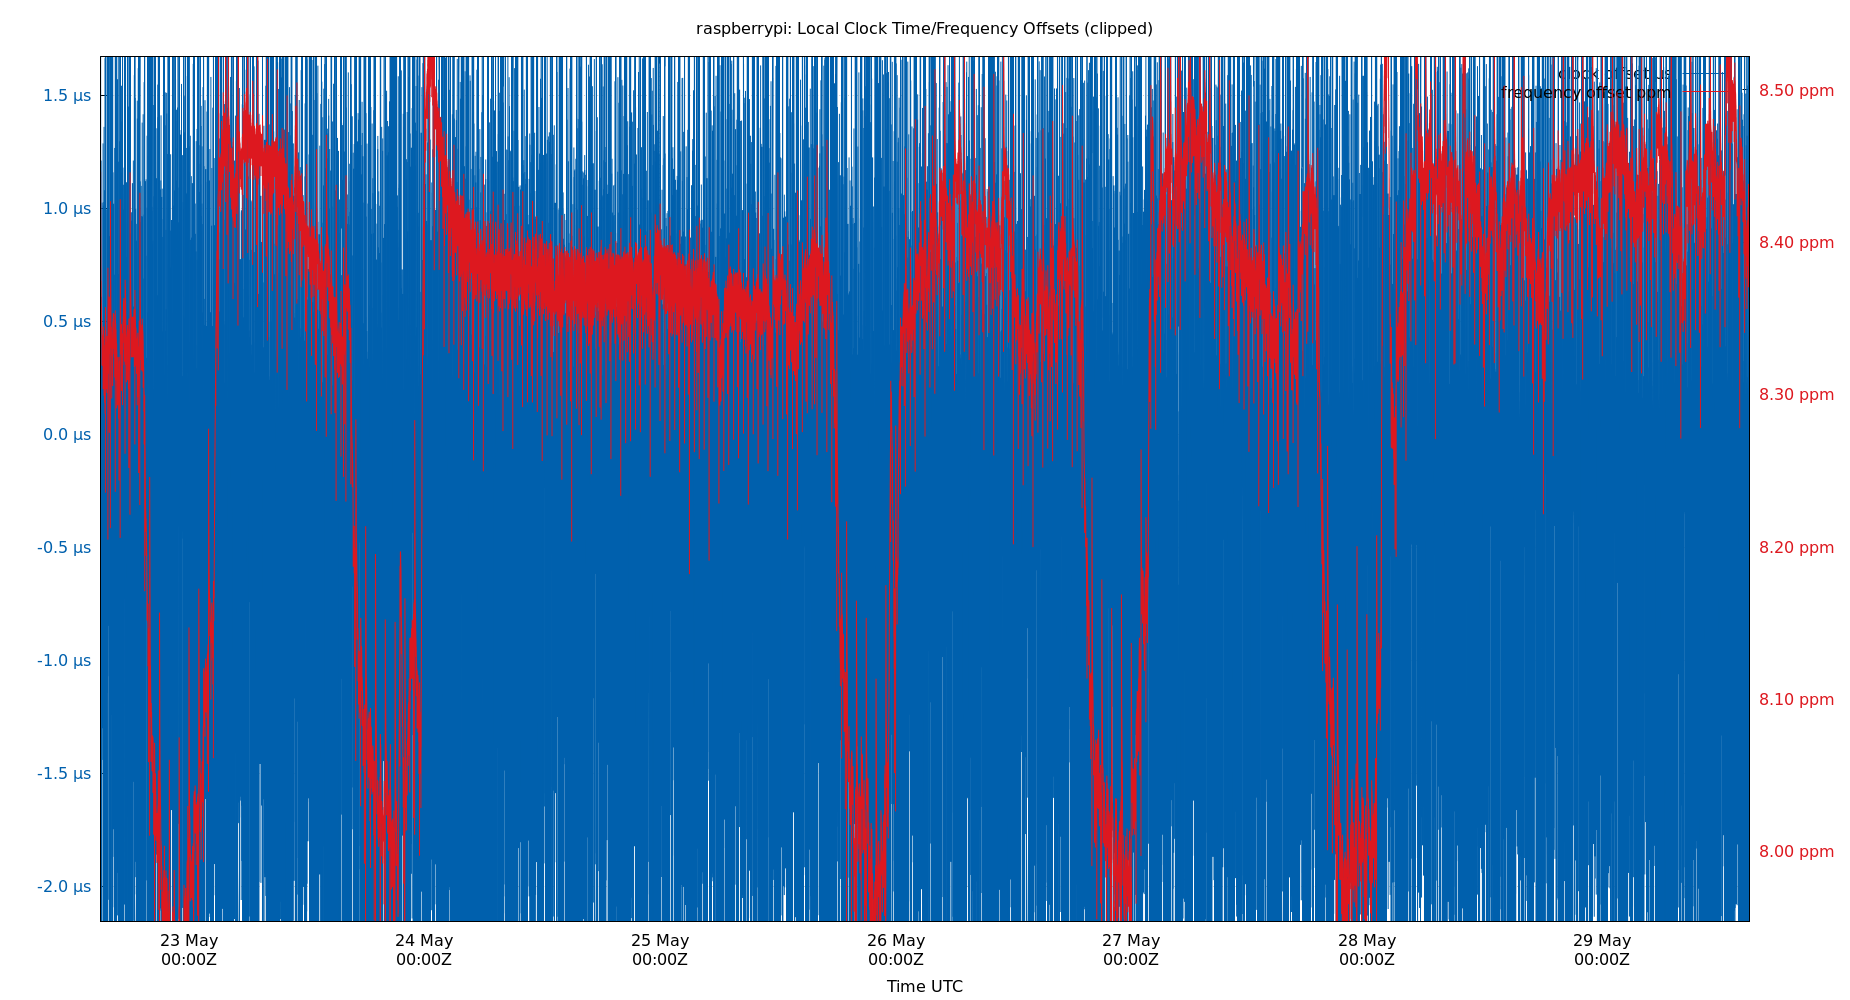 raspberrypi: Local Clock Time/Frequency Offsets (clipped)
clock offset us
frequency offset ppm
1.5 µs
1.0 µs
0.5 µs
0.0 µs
-0.5 µs
-1.0 µs
-1.5 µs
-2.0 µs
8.50 ppm
8.40 ppm
8.30 ppm
8.20 ppm
8.10 ppm
8.00 ppm
23 May 24 May 25 May 26 May 27 May 28 May 29 May
00:00Z 00:00Z 00:00Z 00:00Z 00:00Z 00:00Z 00:00Z
Time UTC